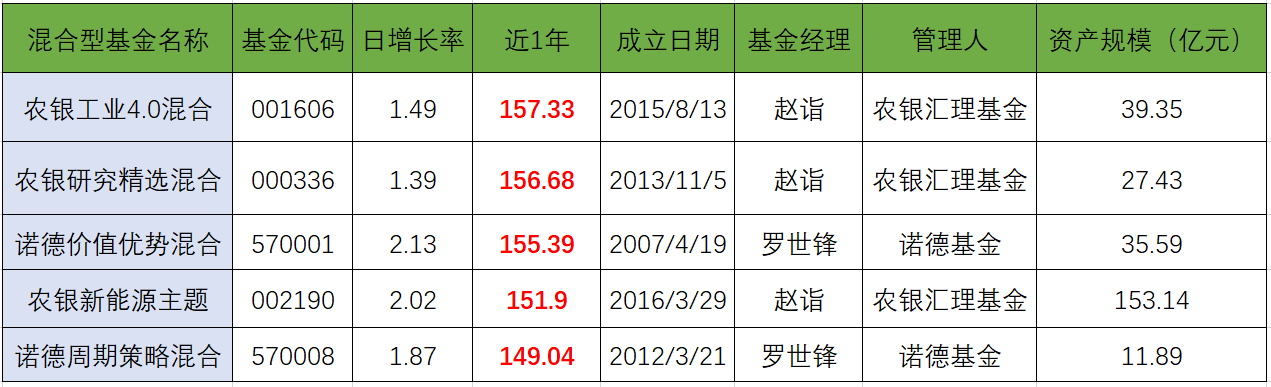 混合型基金名称 基金代码 日增长率 近1年 成立日期 基金经理 管理人 资产规模（亿元）
农银工业4.0混合 001606 1.49 157.33 2015/8/13 赵诣 农银汇理基金 39.35
农银研究精选混合 000336 1.39 156.68 2013/11/5 赵诣 农银汇理基金 27.43
诺德价值优势混合 570001 2.13 155.39 2007/4/19 罗世锋 诺德基金 35.59
农银新能源主题 002190 2.02 151.9 2016/3/29 赵诣 农银汇理基金 153.14
诺德周期策略混合 570008 1.87 149.04 2012/3/21 罗世锋 诺德基金 11.89